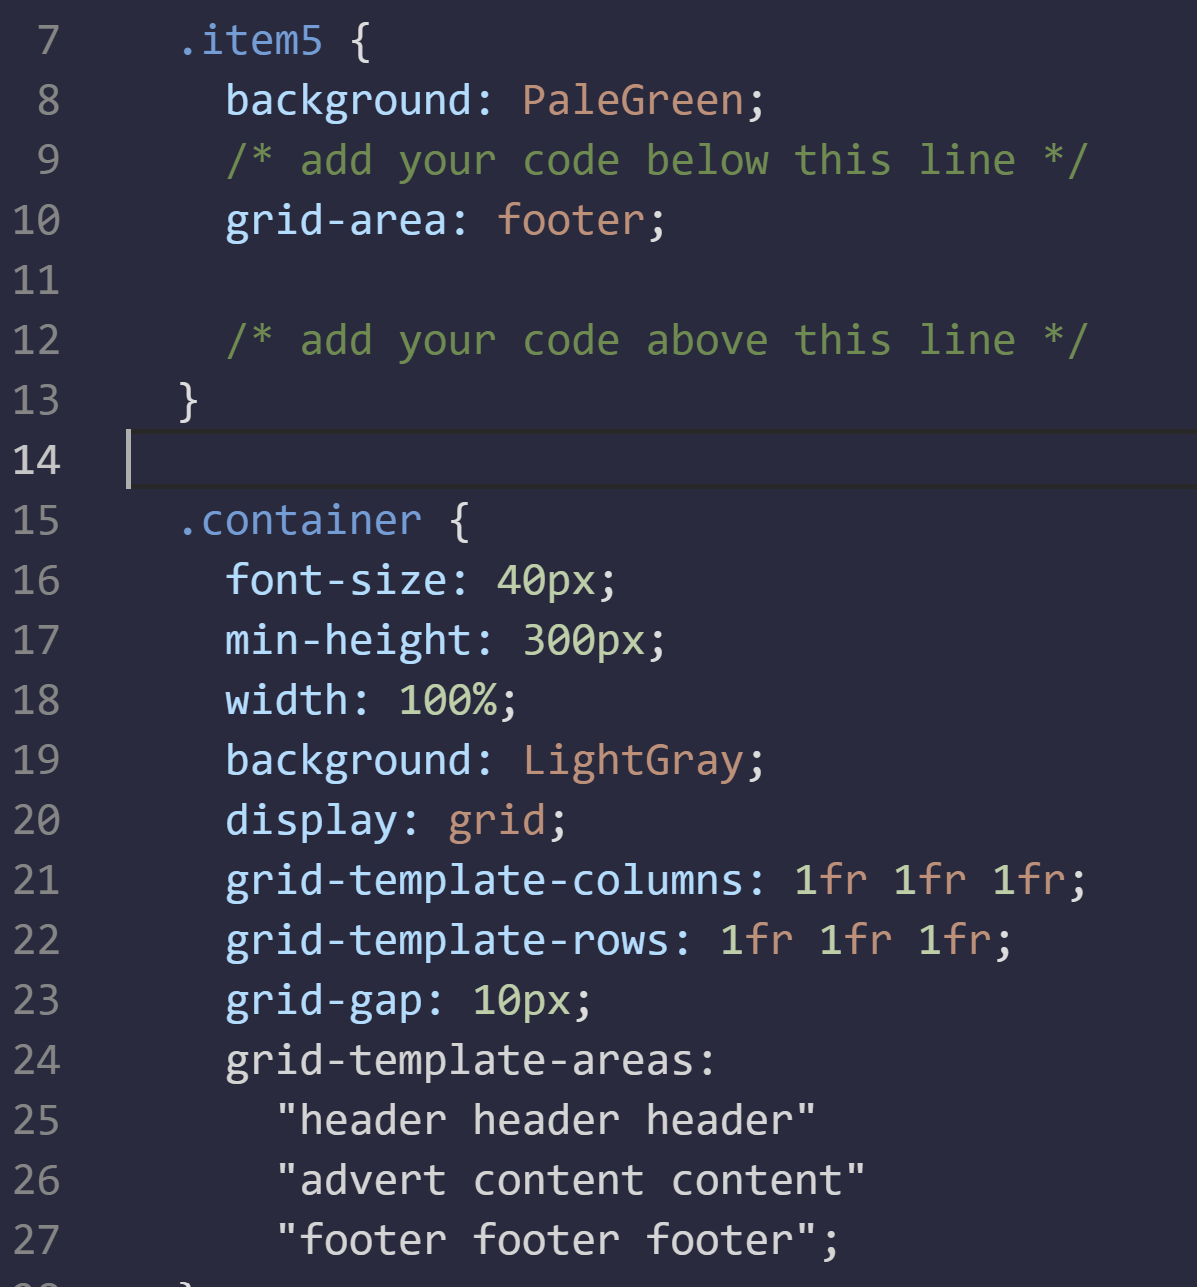 7 .item5 {
8 background: PaleGreen;
9 /* add your code below this line */
10 grid-area: footer;
11
12 /* add your code above this line */
13 }
14
15 .container {
16 font-size: 40px;
17 min-height: 300px;
18 width: 100%;
19 background: LightGray;
20 display: grid;
21 grid-template-columns: 1fr 1fr 1fr;
22 grid-template-rows: 1fr 1fr 1fr;
23 grid-gap: 10px;
24 grid-template-areas:
25 "header header header"
26 "advert content content"
27 "footer footer footer";